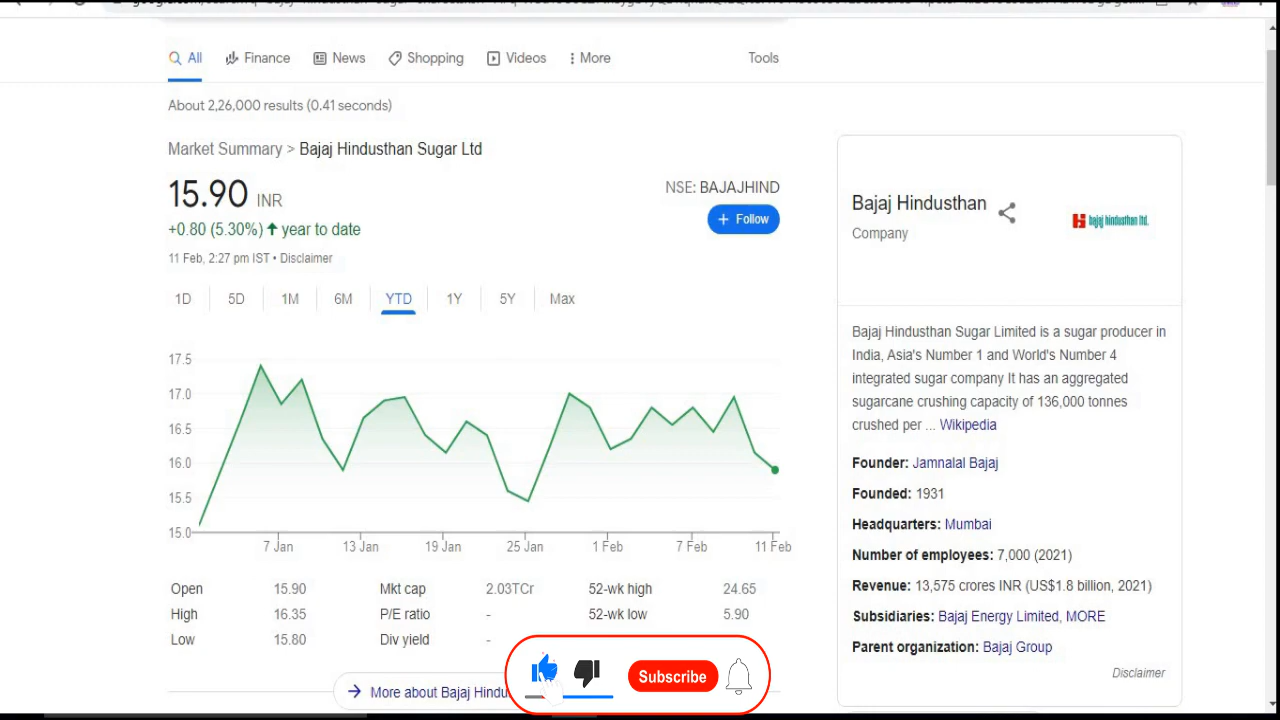 All
Finance
News
Shopping
Videos
More
Tools
About 2,26,000 results (0.41 seconds)
Market Summary > Bajaj Hindusthan Sugar Ltd
15.90 INR
NSE: BAJAJHIND
+0.80 (5.30%) ↑ year to date
+ Follow
11 Feb, 2:27 pm IST • Disclaimer
1D
5D
1M
6M
YTD
1Y
5Y
Max
17.5
17.0
16.5
16.0
15.5
15.0
7 Jan
13 Jan
19 Jan
25 Jan
1 Feb
7 Feb
11 Feb
Open 15.90 Mkt cap 2.03TCr 52-wk high 24.65
High 16.35 P/E ratio - 52-wk low 5.90
Low 15.80 Div yield -
More about Bajaj Hindu
Subscribe
Bajaj Hindusthan
Company
bajaj hindusthan ltd.
Bajaj Hindusthan Sugar Limited is a sugar producer in
India, Asia's Number 1 and World's Number 4
integrated sugar company It has an aggregated
sugarcane crushing capacity of 136,000 tonnes
crushed per ... Wikipedia
Founder: Jamnalal Bajaj
Founded: 1931
Headquarters: Mumbai
Number of employees: 7,000 (2021)
Revenue: 13,575 crores INR (US$1.8 billion, 2021)
Subsidiaries: Bajaj Energy Limited, MORE
Parent organization: Bajaj Group
Disclaimer